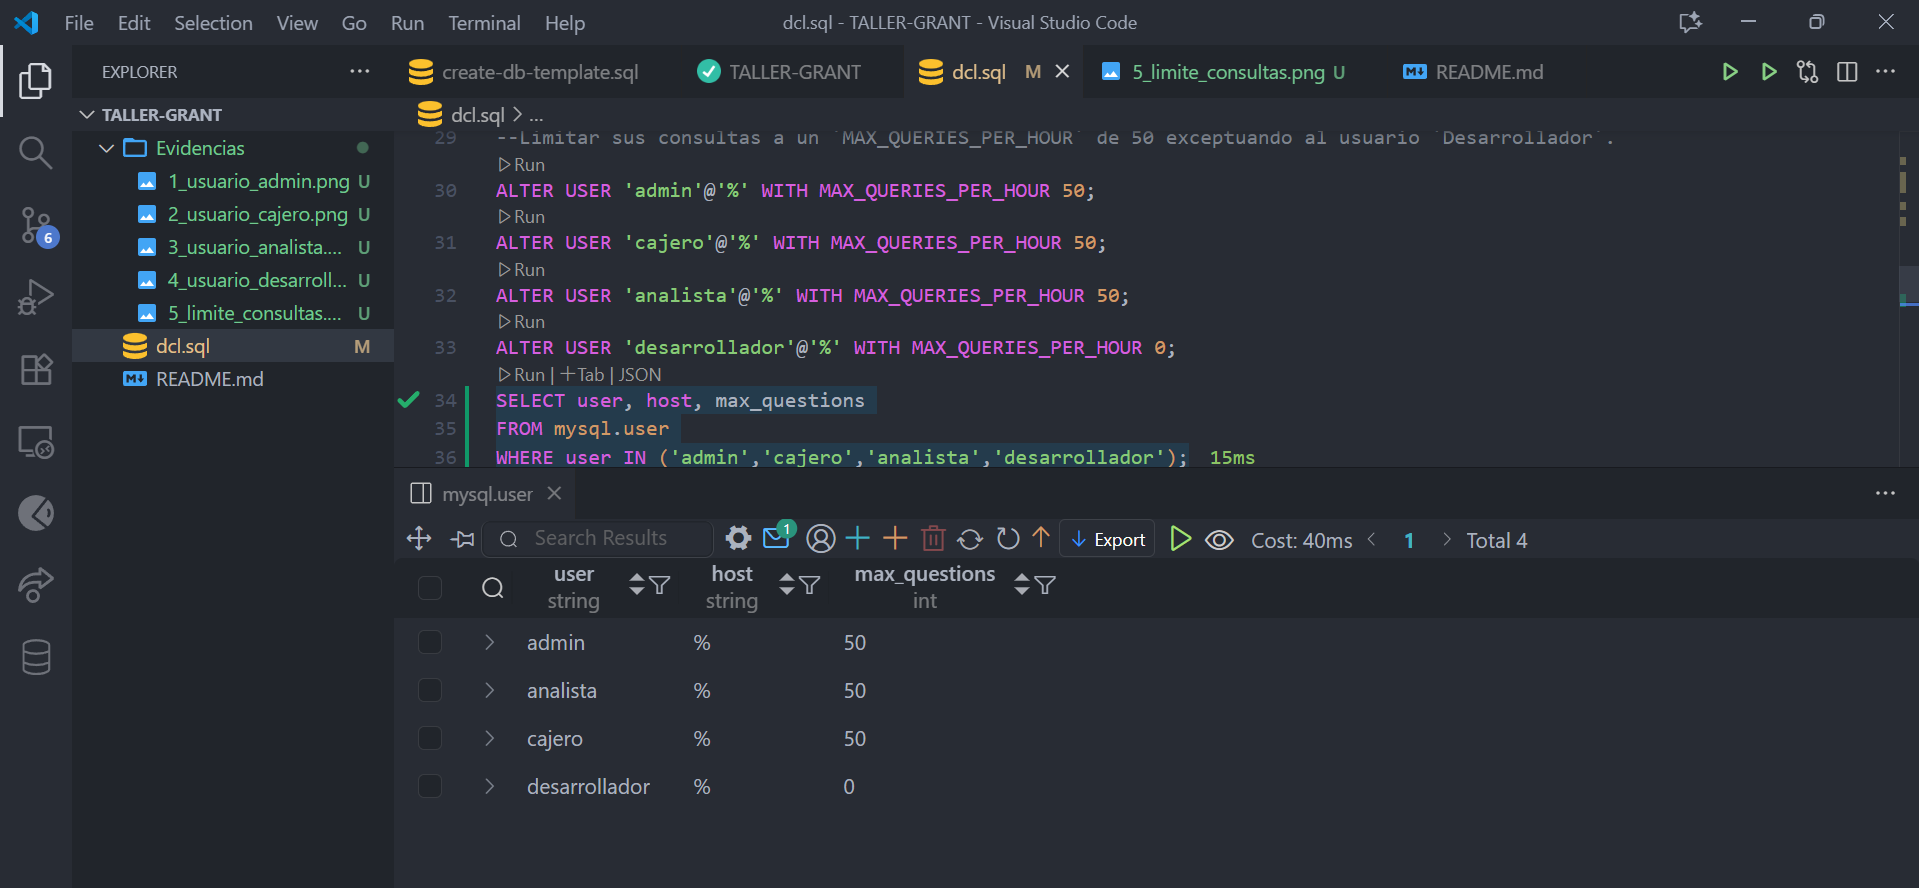 File Edit Selection View Go Run Terminal Help
dcl.sql - TALLER-GRANT - Visual Studio Code
EXPLORER
TALLER-GRANT
Evidencias
1_usuario_admin.png U
2_usuario_cajero.png U
3_usuario_analista.... U
4_usuario_desarroll... U
5_limite_consultas.... U
dcl.sql M
README.md
6
create-db-template.sql
TALLER-GRANT
dcl.sql M
5_limite_consultas.png U
README.md
dcl.sql > ...
29 --Limitar sus consultas a un `MAX_QUERIES_PER_HOUR` de 50 exceptuando al usuario `Desarrollador`.
Run
30 ALTER USER 'admin'@'%' WITH MAX_QUERIES_PER_HOUR 50;
Run
31 ALTER USER 'cajero'@'%' WITH MAX_QUERIES_PER_HOUR 50;
Run
32 ALTER USER 'analista'@'%' WITH MAX_QUERIES_PER_HOUR 50;
Run
33 ALTER USER 'desarrollador'@'%' WITH MAX_QUERIES_PER_HOUR 0;
Run | +Tab | JSON
34 SELECT user, host, max_questions
35 FROM mysql.user
36 WHERE user IN ('admin','cajero','analista','desarrollador'); 15ms
mysql.user
Search Results
1
Export
Cost: 40ms < 1 > Total 4
user host max_questions
string string int
admin % 50
analista % 50
cajero % 50
desarrollador % 0